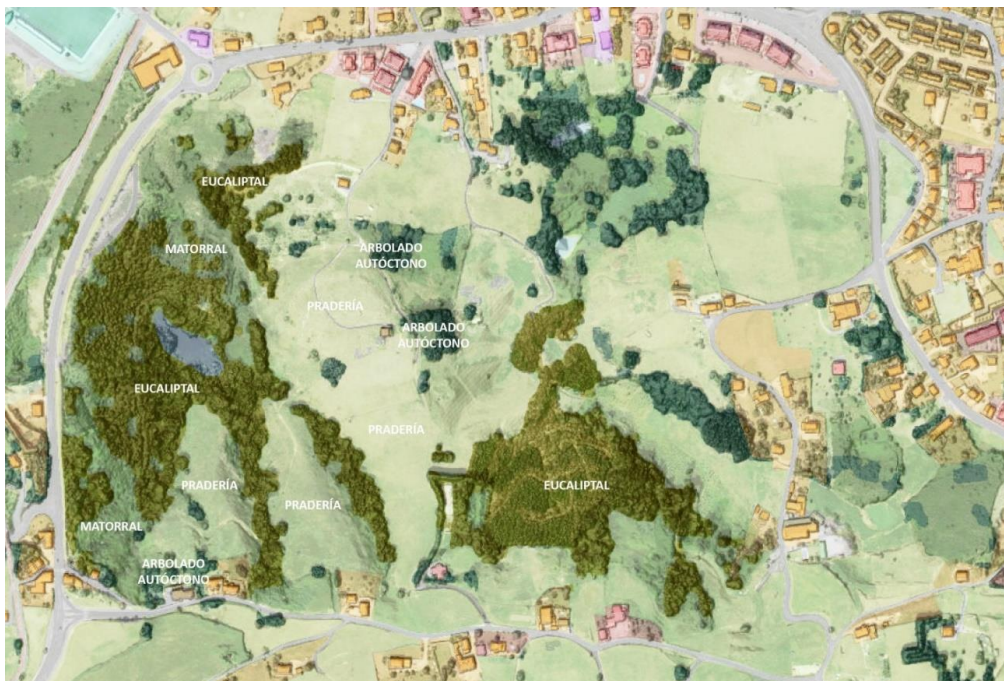 EUCALIPTAL
MATORRAL
ARBOLADO
AUTÓCTONO
PRADERÍA
ARBOLADO
AUTÓCTONO
EUCALIPTAL
PRADERÍA
PRADERÍA
EUCALIPTAL
PRADERÍA
MATORRAL
ARBOLADO
AUTÓCTONO